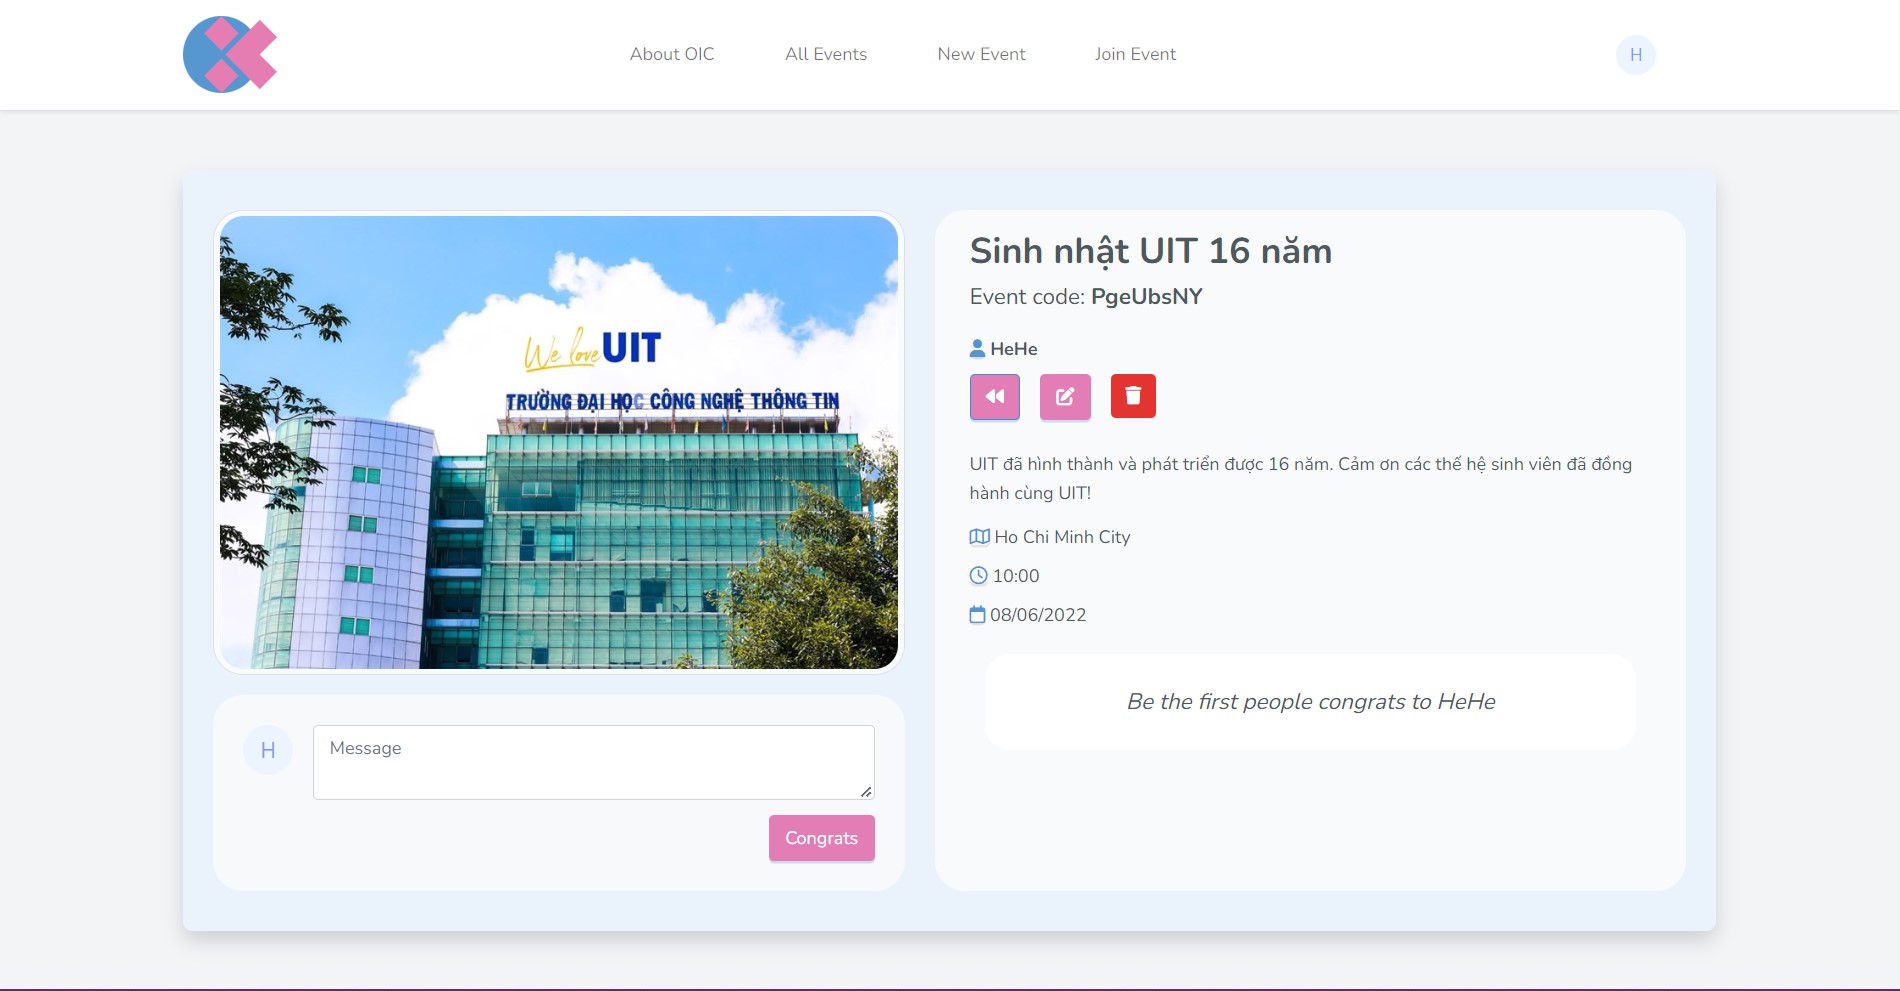 About OIC
All Events
New Event
Join Event
H
We love UIT
TRƯỜNG ĐẠI HỌC CÔNG NGHỆ THÔNG TIN
H
Message
Congrats
Sinh nhật UIT 16 năm
Event code: PgeUbsNY
HeHe
UIT đã hình thành và phát triển được 16 năm. Cảm ơn các thế hệ sinh viên đã đồng
hành cùng UIT!
Ho Chi Minh City
10:00
08/06/2022
Be the first people congrats to HeHe